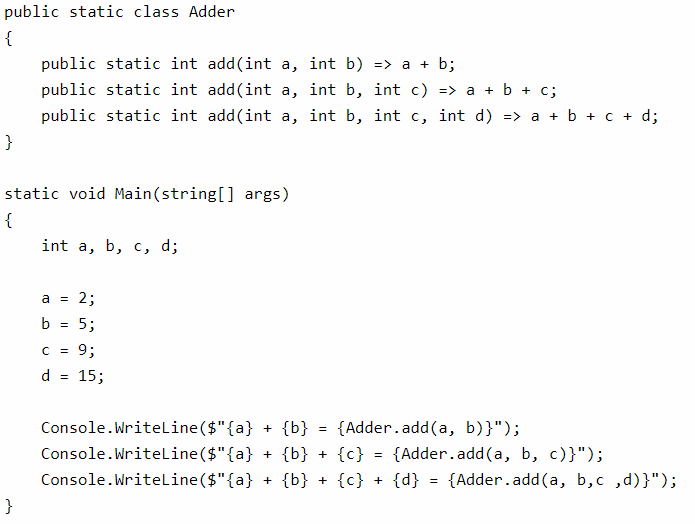 public static class Adder
{
    public static int add(int a, int b) => a + b;
    public static int add(int a, int b, int c) => a + b + c;
    public static int add(int a, int b, int c, int d) => a + b + c + d;
}

static void Main(string[] args)
{
    int a, b, c, d;

    a = 2;
    b = 5;
    c = 9;
    d = 15;

    Console.WriteLine($"{a} + {b} = {Adder.add(a, b)}");
    Console.WriteLine($"{a} + {b} + {c} = {Adder.add(a, b, c)}");
    Console.WriteLine($"{a} + {b} + {c} + {d} = {Adder.add(a, b,c ,d)}");
}